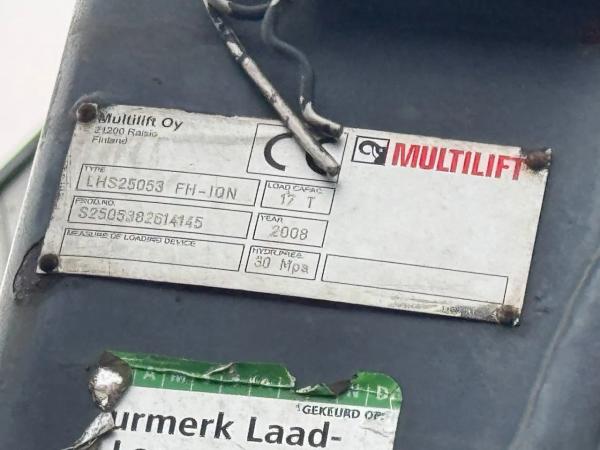 Multilift Oy
21200 Raisio
Finland
CE
MULTILIFT
TYPE
LHS25053 FH-IQN
LOAD CAPAC.
17 T
PROD.NO.
S2505382614145
YEAR
2008
MEASURE OF LOADING DEVICE
HYDR.PRES.
30 Mpa
GEKEURD OP:
urmerk Laad-